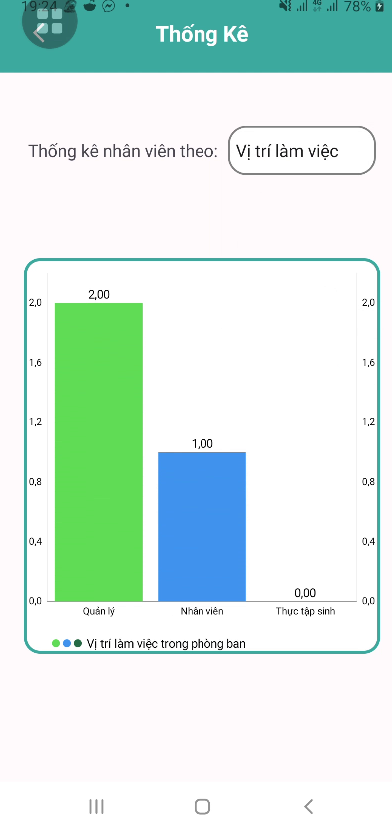 19:24
4G 78%
Thống Kê
Thống kê nhân viên theo: Vị trí làm việc
2,00
2,0 2,0
1,6 1,6
1,2 1,2
1,00
0,8 0,8
0,4 0,4
0,00
0,0 0,0
Quản lý Nhân viên Thực tập sinh
Vị trí làm việc trong phòng ban